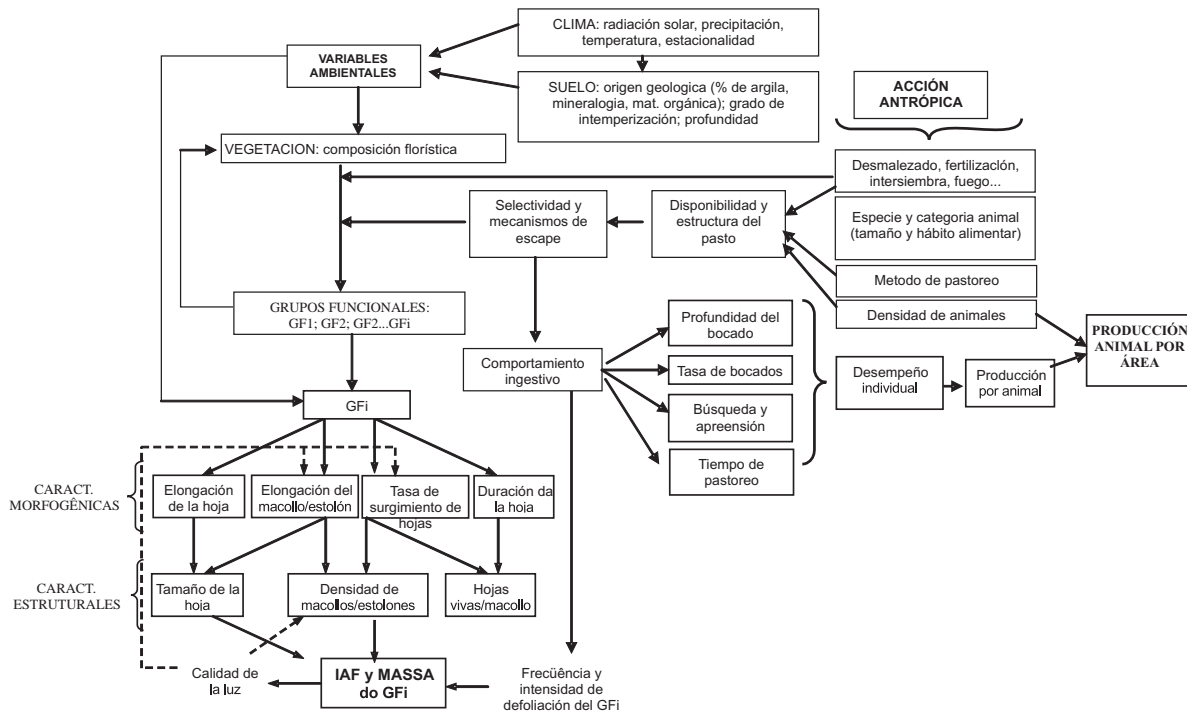 CLIMA: radiación solar, precipitación,
temperatura, estacionalidad
VARIABLES
AMBIENTALES
SUELO: origen geologica (% de argila,
mineralogia, mat. orgánica); grado de
intemperización; profundidad
ACCIÓN
ANTRÓPICA
VEGETACION: composición florística
Desmalezado, fertilizaclón,
intersiembra, fuego...
Selectividad y
mecanismos de
escape
Disponibilidad y
estructura del
pasto
Especie y categoria animal
(tamaño y hábito alimentar)
Metodo de pastoreo
Densidad de animales
GRUPOS FUNCIONALES:
GF1; GF2; GF2...GFi
Profundidad del
bocado
PRODUCCIÓN
ANIMAL POR
ÁREA
Comportamiento
ingestivo
Tasa de bocados
Desempeño
individual
Producción
por animal
Búsqueda y
apreensión
GFi
Tiempo de
pastoreo
CARACT.
MORFOGÊNICAS
Elongación
de la hoja
Elongación del
macollo/estolón
Tasa de
surgimiento de
hojas
Duración da
la hoja
CARACT.
ESTRUTURALES
Tamaño de la
hoja
Densidad de
macollos/estolones
Hojas
vivas/macollo
Calidad de
la luz
IAF y MASSA
do GFi
Frecüência y
intensidad de
defoliación del GFi